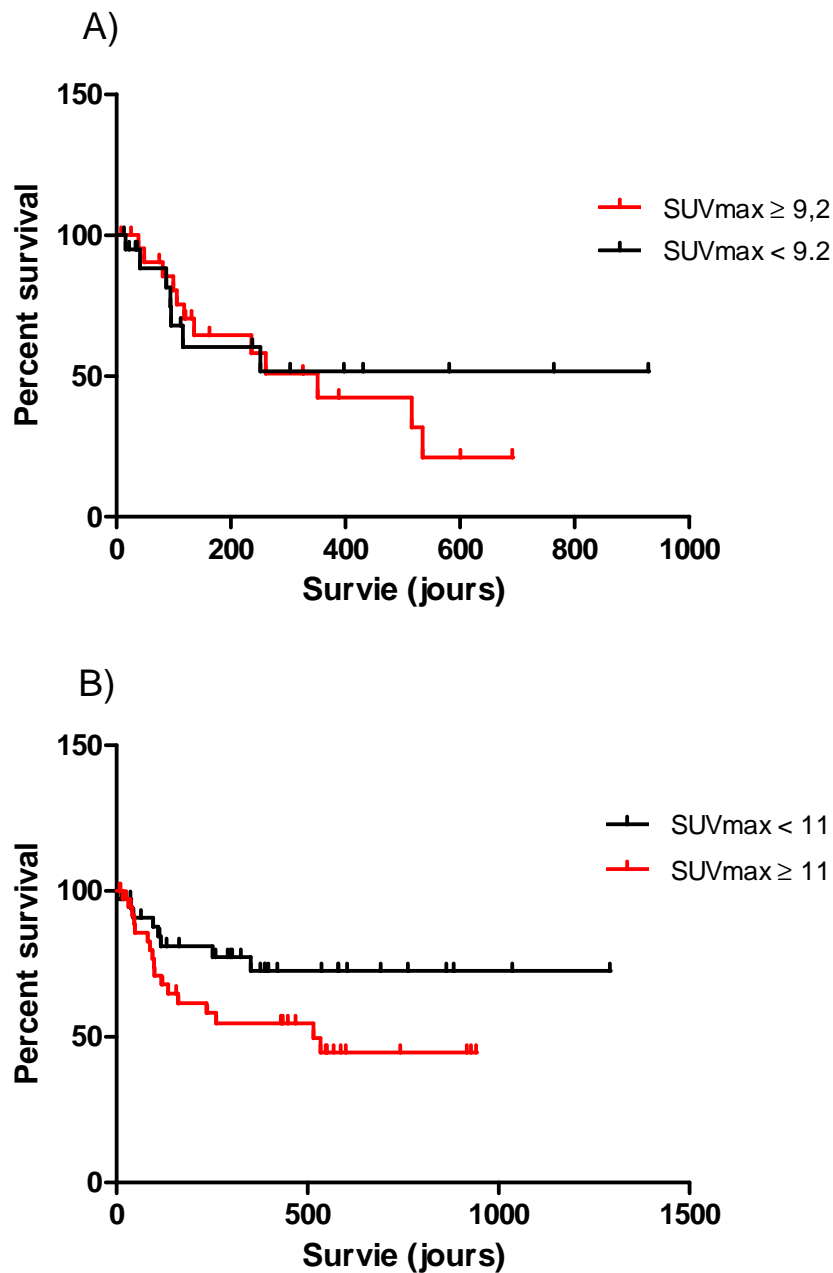 A)
150
100
50
0
Percent survival
SUVmax ≥ 9,2
SUVmax < 9.2
0 200 400 600 800 1000
Survie (jours)
B)
150
100
50
0
Percent survival
SUVmax < 11
SUVmax ≥ 11
0 500 1000 1500
Survie (jours)